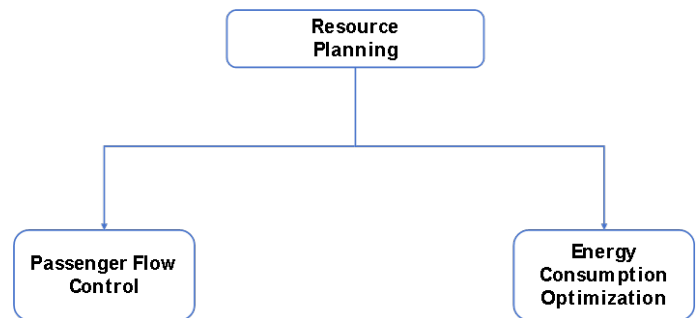 Resource
Planning
Passenger Flow
Control
Energy
Consumption
Optimization